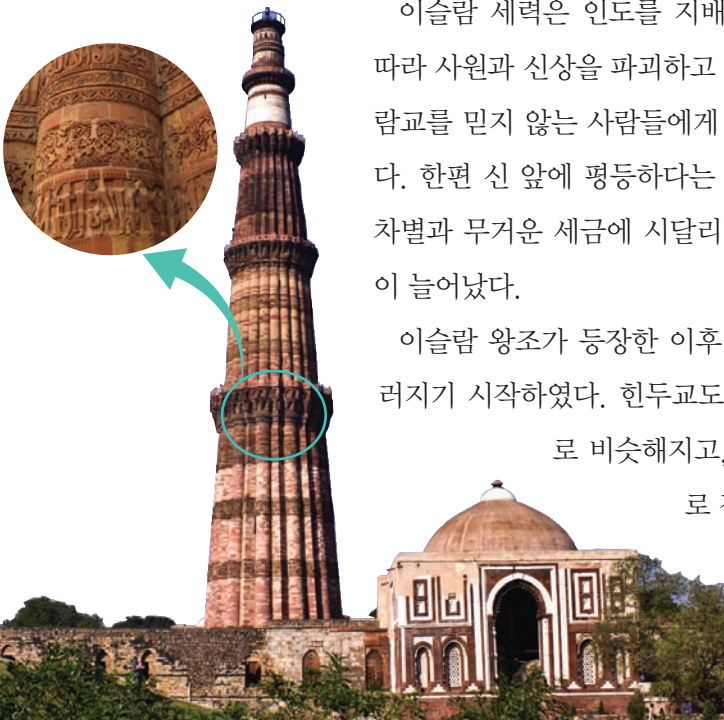 이슬람 세력은 인도를 지배
따라 사원과 신상을 파괴하고
람교를 믿지 않는 사람들에게
다. 한편 신 앞에 평등하다는
차별과 무거운 세금에 시달리
이 늘어났다.
이슬람 왕조가 등장한 이후
러지기 시작하였다. 힌두교도
로 비슷해지고,
로